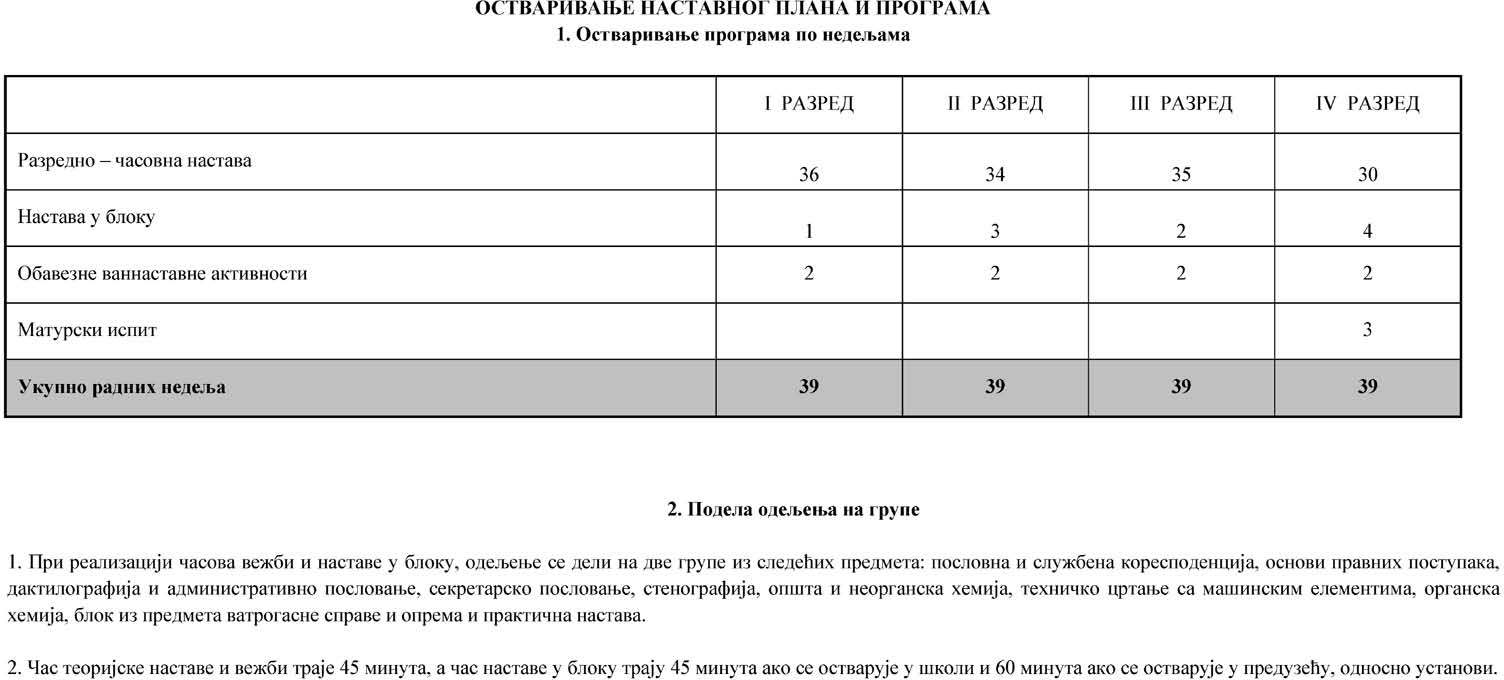 ОСТВАРИВАЊЕ НАСТАВНОГ ПЛАНА И ПРОГРАМА
1. Остваривање програма по недељама
I РАЗРЕД II РАЗРЕД III РАЗРЕД IV РАЗРЕД
Разредно – часовна настава 36 34 35 30
Настава у блоку 1 3 2 4
Обавезне ваннаставне активности 2 2 2 2
Матурски испит 3
Укупно радних недеља 39 39 39 39
2. Подела одељења на групе
1. При реализацији часова вежби и наставе у блоку, одељење се дели на две групе из следећих предмета: пословна и службена коресподенција, основи правних поступака,
дактилографија и административно пословање, секретарско пословање, стенографија, општа и неорганска хемија, техничко цртање са машинским елементима, органска
хемија, блок из предмета ватрогасне справе и опрема и практична настава.
2. Час теоријске наставе и вежби траје 45 минута, а час наставе у блоку трају 45 минута ако се остварује у школи и 60 минута ако се остварује у предузећу, односно установи.